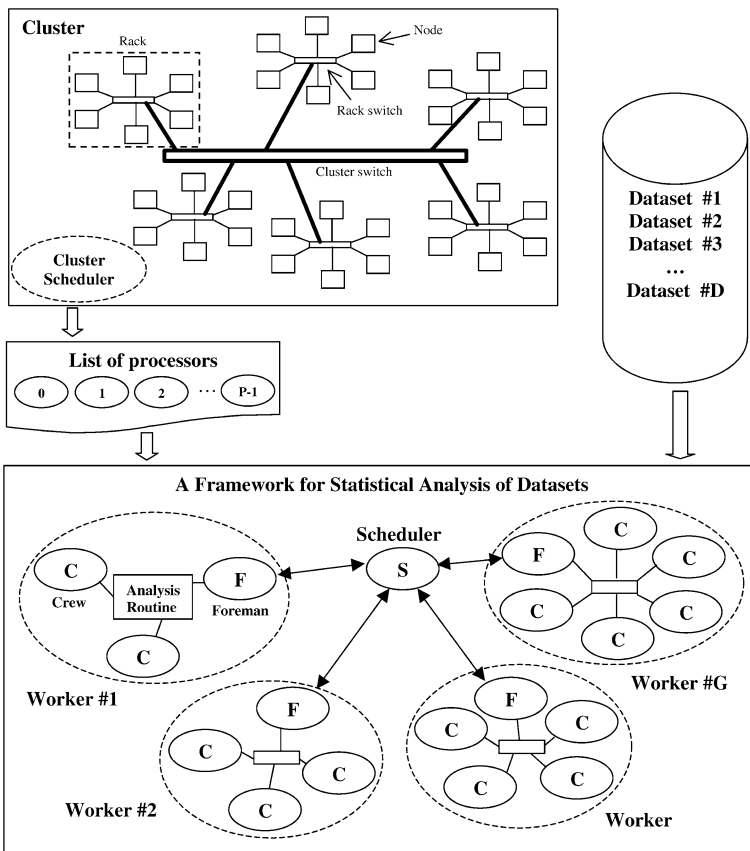 Cluster
Rack
Node
Rack switch
Cluster switch
Cluster
Scheduler
Dataset #1
Dataset #2
Dataset #3
...
Dataset #D
List of processors
0 1 2 ... P-1
A Framework for Statistical Analysis of Datasets
Scheduler
S
C
Crew
Analysis
Routine
F
Foreman
C
Worker #1
F
C
C
C
Worker #2
F
C
C
C
C
Worker
C
F
C
C
C
C
Worker #G